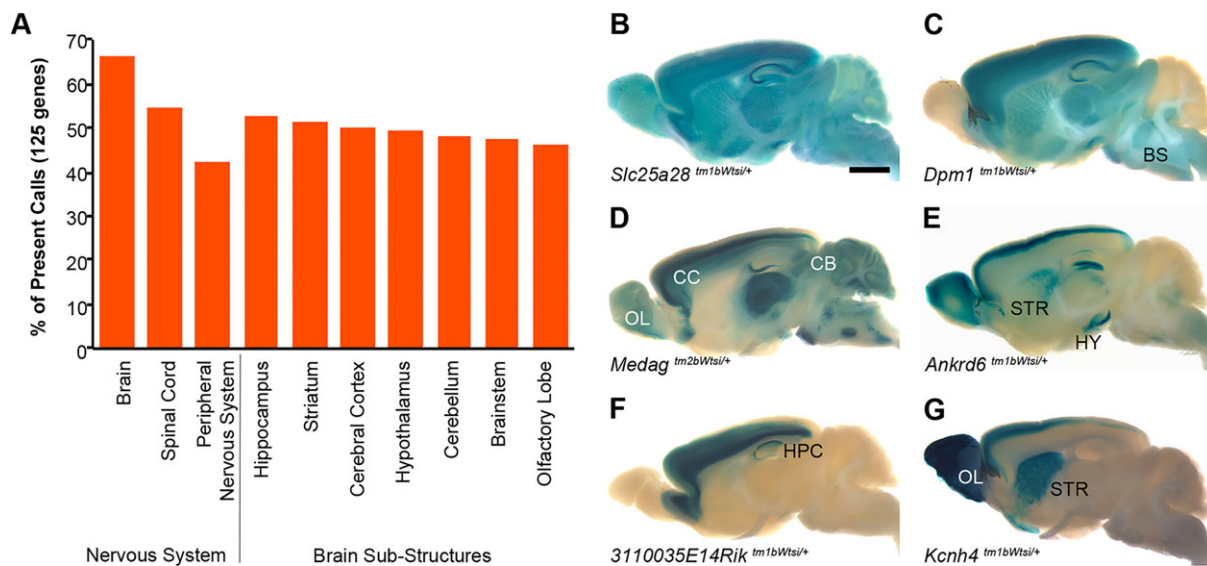 A
% of Present Calls (125 genes)
70
60
50
40
30
20
10
0
Brain
Spinal Cord
Peripheral
Nervous System
Hippocampus
Striatum
Cerebral Cortex
Hypothalamus
Cerebellum
Brainstem
Olfactory Lobe
Nervous System
Brain Sub-Structures
B
Slc25a28 tm1bWtsi/+
C
BS
Dpm1 tm1bWtsi/+
D
CC
CB
OL
Medag tm2bWtsi/+
E
STR
HY
Ankrd6 tm1bWtsi/+
F
HPC
3110035E14Rik tm1bWtsi/+
G
OL
STR
Kcnh4 tm1bWtsi/+